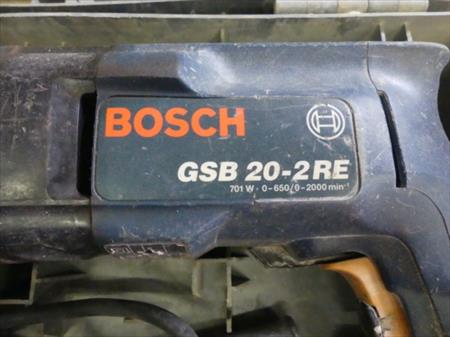 BOSCH
GSB 20-2RE
701 W · 0-650/0-2000 min⁻¹